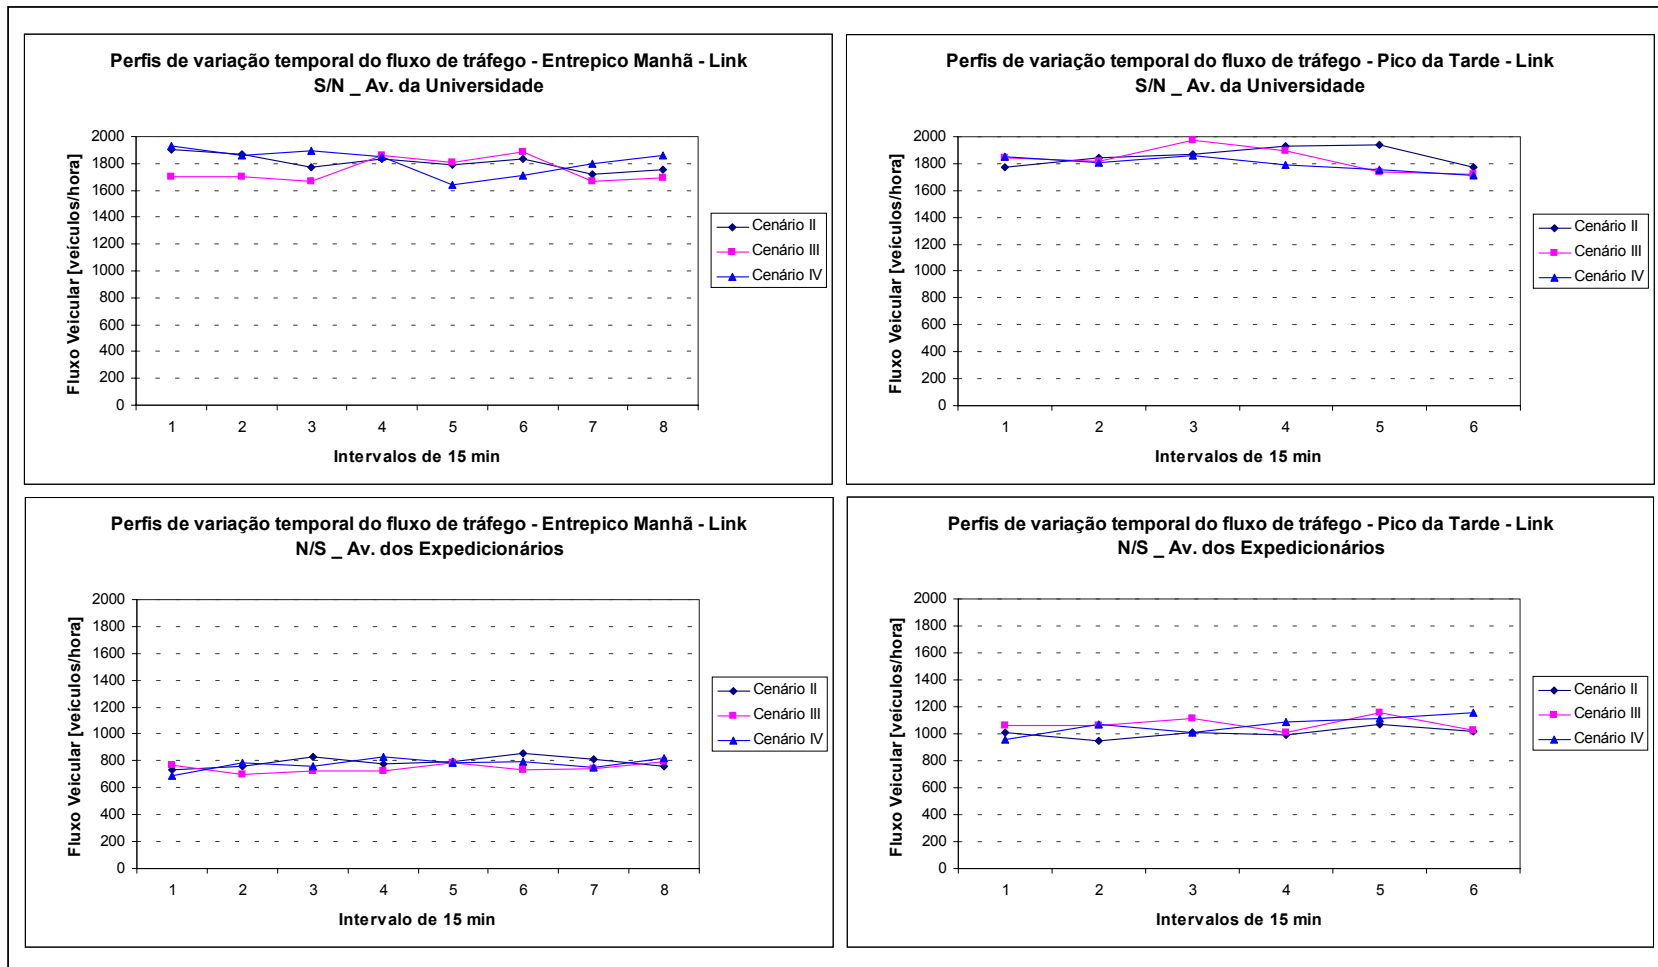 Perfis de variação temporal do fluxo de tráfego - Entrepico Manhã - Link
S/N _ Av. da Universidade
2000
1800
1600
1400
1200
1000
800
600
400
200
0
Fluxo Veicular [veículos/hora]
1 2 3 4 5 6 7 8
Intervalos de 15 min
Cenário II
Cenário III
Cenário IV
Perfis de variação temporal do fluxo de tráfego - Pico da Tarde - Link
S/N _ Av. da Universidade
2000
1800
1600
1400
1200
1000
800
600
400
200
0
Fluxo Veicular [veículos/hora]
1 2 3 4 5 6
Intervalos de 15 min
Cenário II
Cenário III
Cenário IV
Perfis de variação temporal do fluxo de tráfego - Entrepico Manhã - Link
N/S _ Av. dos Expedicionários
2000
1800
1600
1400
1200
1000
800
600
400
200
0
Fluxo Veicular [veículos/hora]
1 2 3 4 5 6 7 8
Intervalo de 15 min
Cenário II
Cenário III
Cenário IV
Perfis de variação temporal do fluxo de tráfego - Pico da Tarde - Link
N/S _ Av. dos Expedicionários
2000
1800
1600
1400
1200
1000
800
600
400
200
0
Fluxo Veicular [veículos/hora]
1 2 3 4 5 6
Intervalos de 15 min
Cenário II
Cenário III
Cenário IV